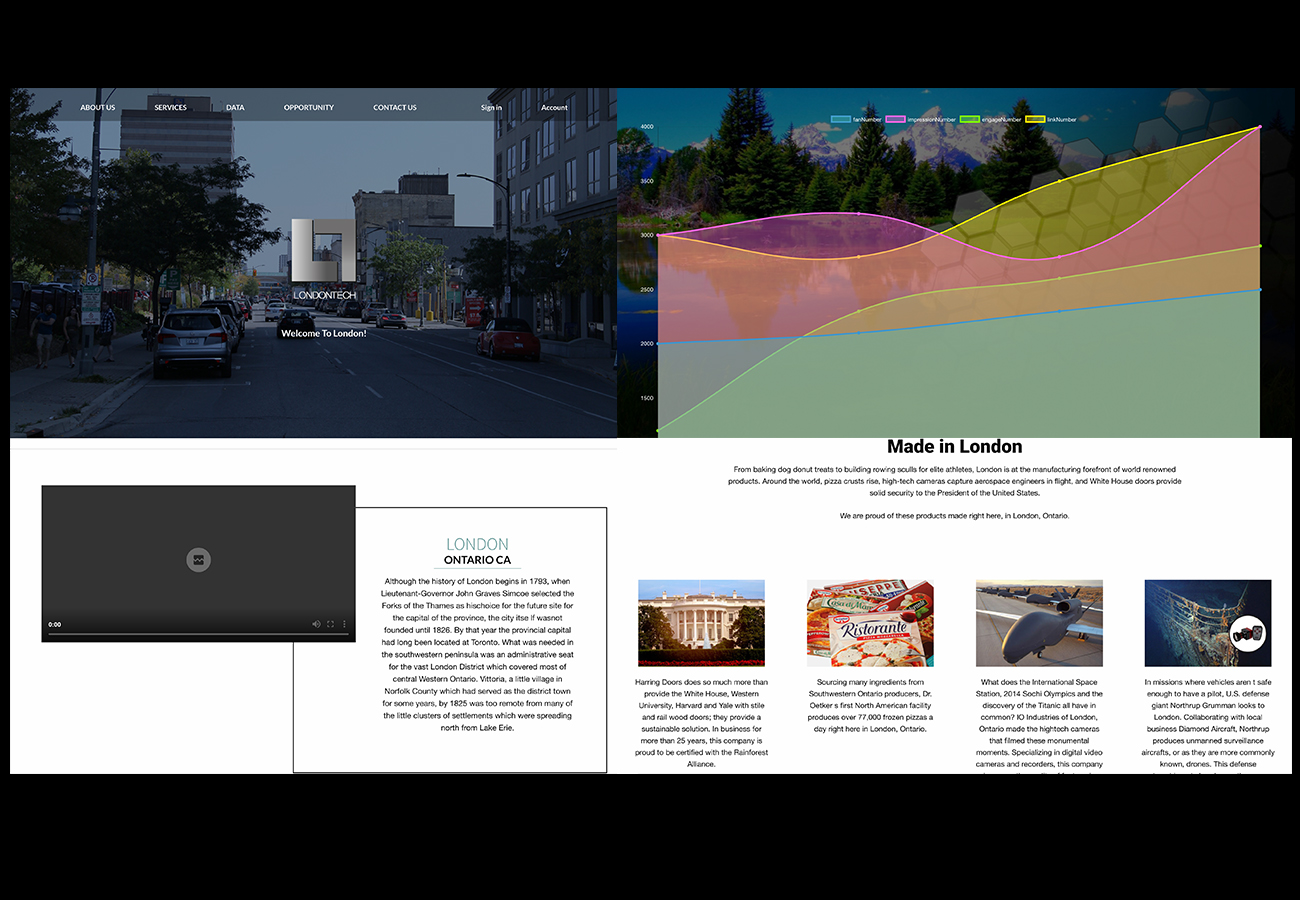 ABOUT US SERVICES DATA OPPORTUNITY CONTACT US Sign in Account
LONDONTECH
Welcome To London!
fanNumber impressionNumber engageNumber linkNumber
4000
3500
3000
2500
2000
1500
0:00
LONDON
ONTARIO CA
Although the history of London begins in 1793, when
Lieutenant-Governor John Graves Simcoe selected the
Forks of the Thames as hischoice for the future site for
the capital of the province, the city itse lf wasnot
founded until 1826. By that year the provincial capital
had long been located at Toronto. What was needed in
the southwestern peninsula was an administrative seat
for the vast London District which covered most of
central Western Ontario. Vittoria, a little village in
Norfolk County which had served as the district town
for some years, by 1825 was too remote from many of
the little clusters of settlements which were spreading
north from Lake Erie.
Made in London
From baking dog donut treats to building rowing sculls for elite athletes, London is at the manufacturing forefront of world renowned
products. Around the world, pizza crusts rise, high-tech cameras capture aerospace engineers in flight, and White House doors provide
solid security to the President of the United States.
We are proud of these products made right here, in London, Ontario.
Casa di Mama
Ristorante
Harring Doors does so much more than
provide the White House, Western
University, Harvard and Yale with stile
and rail wood doors; they provide a
sustainable solution. In business for
more than 25 years, this company is
proud to be certified with the Rainforest
Alliance.
Sourcing many ingredients from
Southwestern Ontario producers, Dr.
Oetker s first North American facility
produces over 77,000 frozen pizzas a
day right here in London, Ontario.
What does the International Space
Station, 2014 Sochi Olympics and the
discovery of the Titanic all have in
common? IO Industries of London,
Ontario made the hightech cameras
that filmed these monumental
moments. Specializing in digital video
cameras and recorders, this company
In missions where vehicles aren t safe
enough to have a pilot, U.S. defense
giant Northrup Grumman looks to
London. Collaborating with local
business Diamond Aircraft, Northrup
produces unmanned surveillance
aircrafts, or as they are more commonly
known, drones. This defense